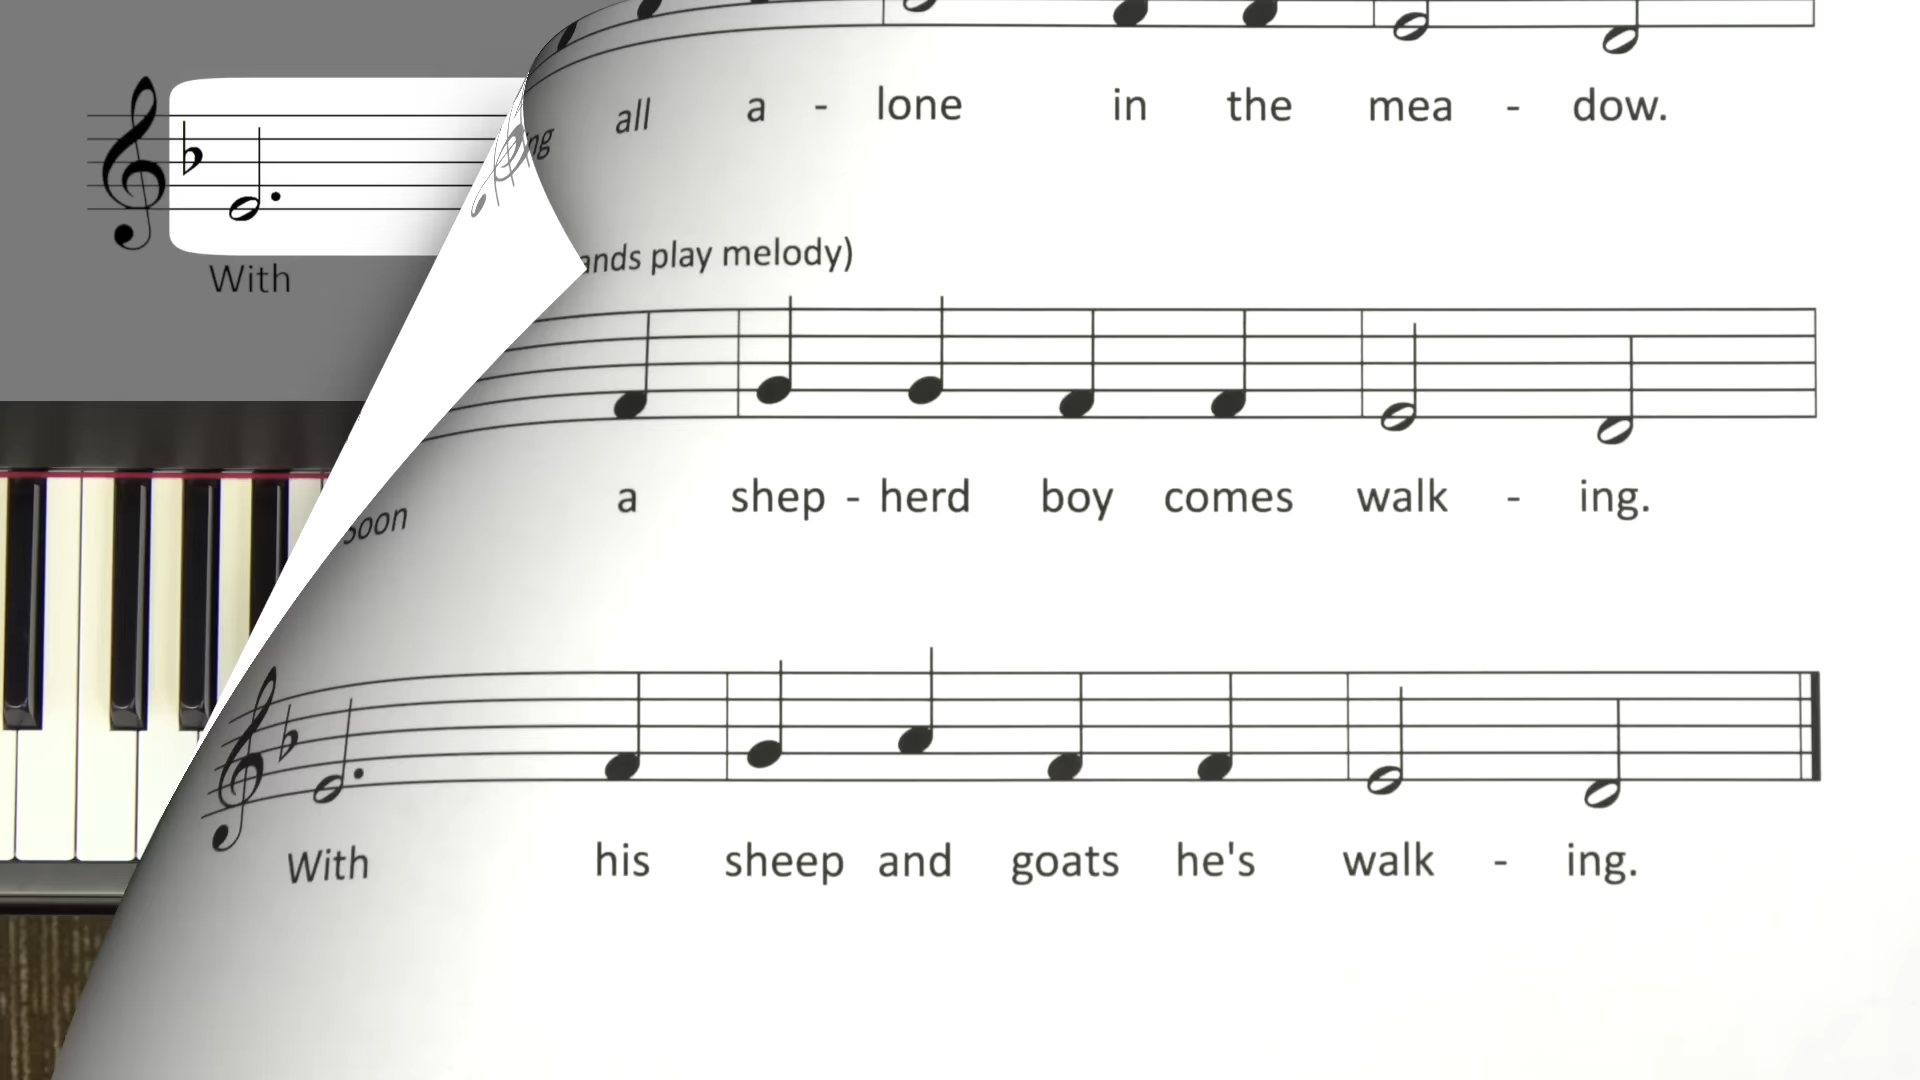 all a - lone in the mea - dow.
With
play melody)
Soon a shep - herd boy comes walk - ing.
With his sheep and goats he's walk - ing.